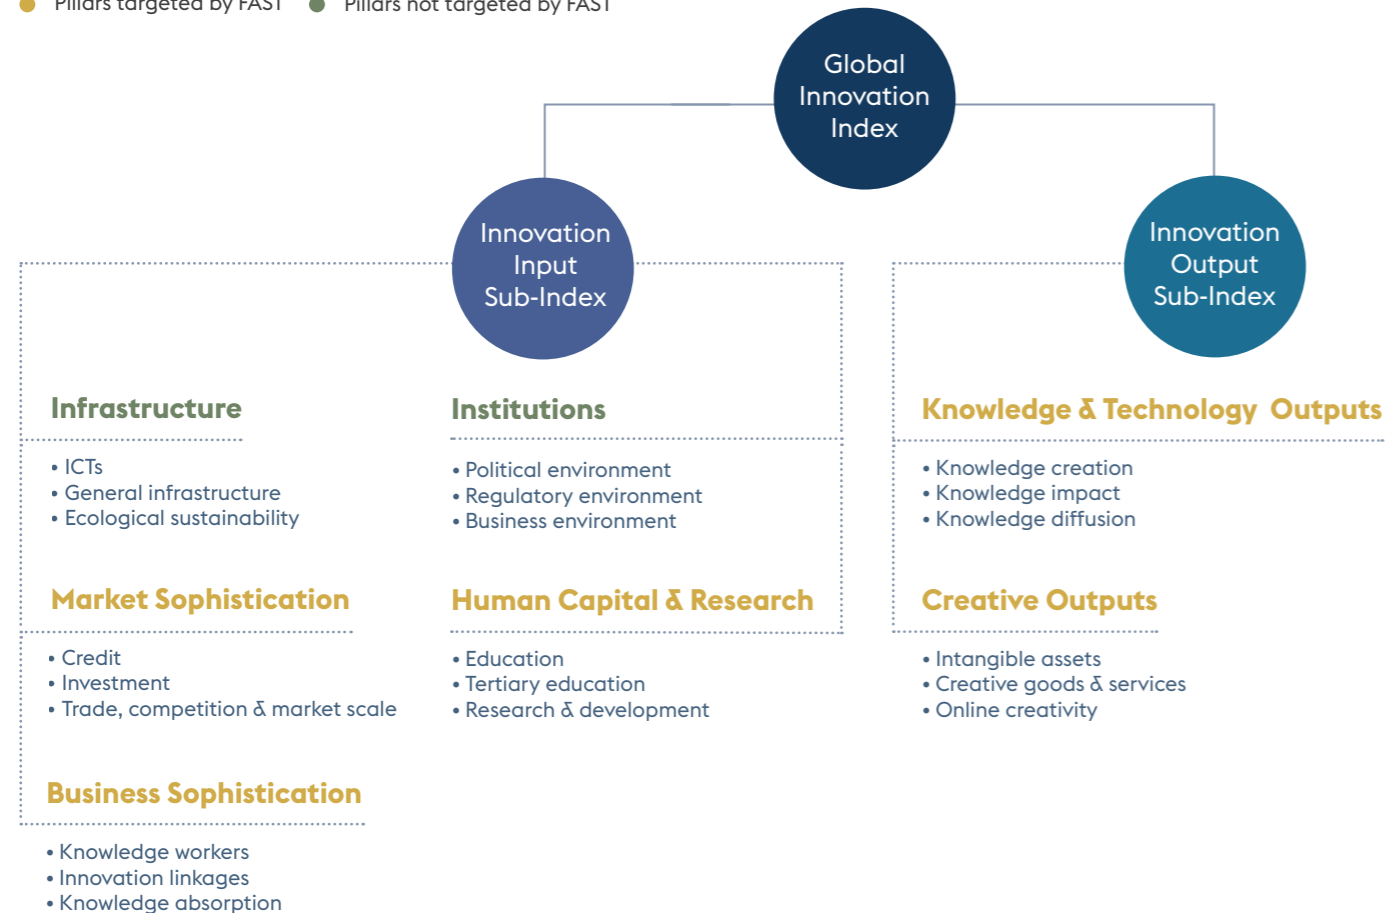 Pillars targeted by FAST
Pillars not targeted by FAST
Global
Innovation
Index
Innovation
Input
Sub-Index
Innovation
Output
Sub-Index
Infrastructure
• ICTs
• General infrastructure
• Ecological sustainability
Institutions
• Political environment
• Regulatory environment
• Business environment
Knowledge & Technology Outputs
• Knowledge creation
• Knowledge impact
• Knowledge diffusion
Market Sophistication
• Credit
• Investment
• Trade, competition & market scale
Human Capital & Research
• Education
• Tertiary education
• Research & development
Creative Outputs
• Intangible assets
• Creative goods & services
• Online creativity
Business Sophistication
• Knowledge workers
• Innovation linkages
• Knowledge absorption